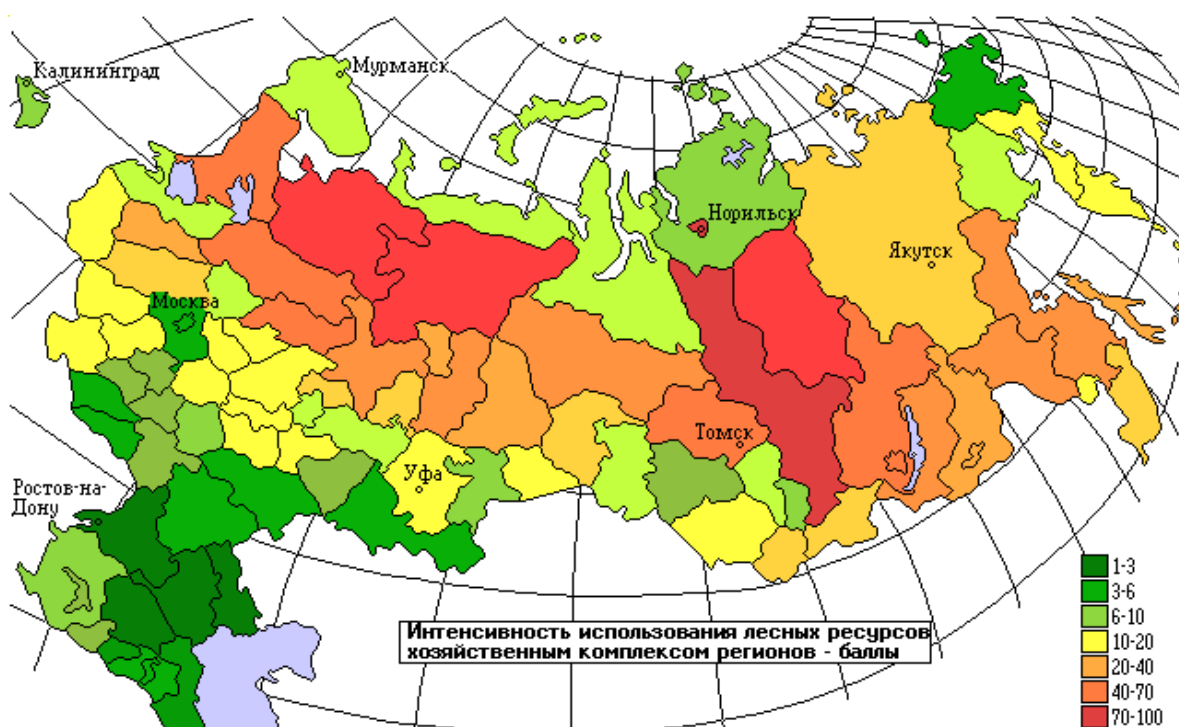 Калининград
Мурманск
Норильск
Якутск
Москва
Томск
Уфа
Ростов-на-
Дону
Интенсивность использования лесных ресурсов
хозяйственным комплексом регионов - баллы
1-3
3-6
6-10
10-20
20-40
40-70
70-100